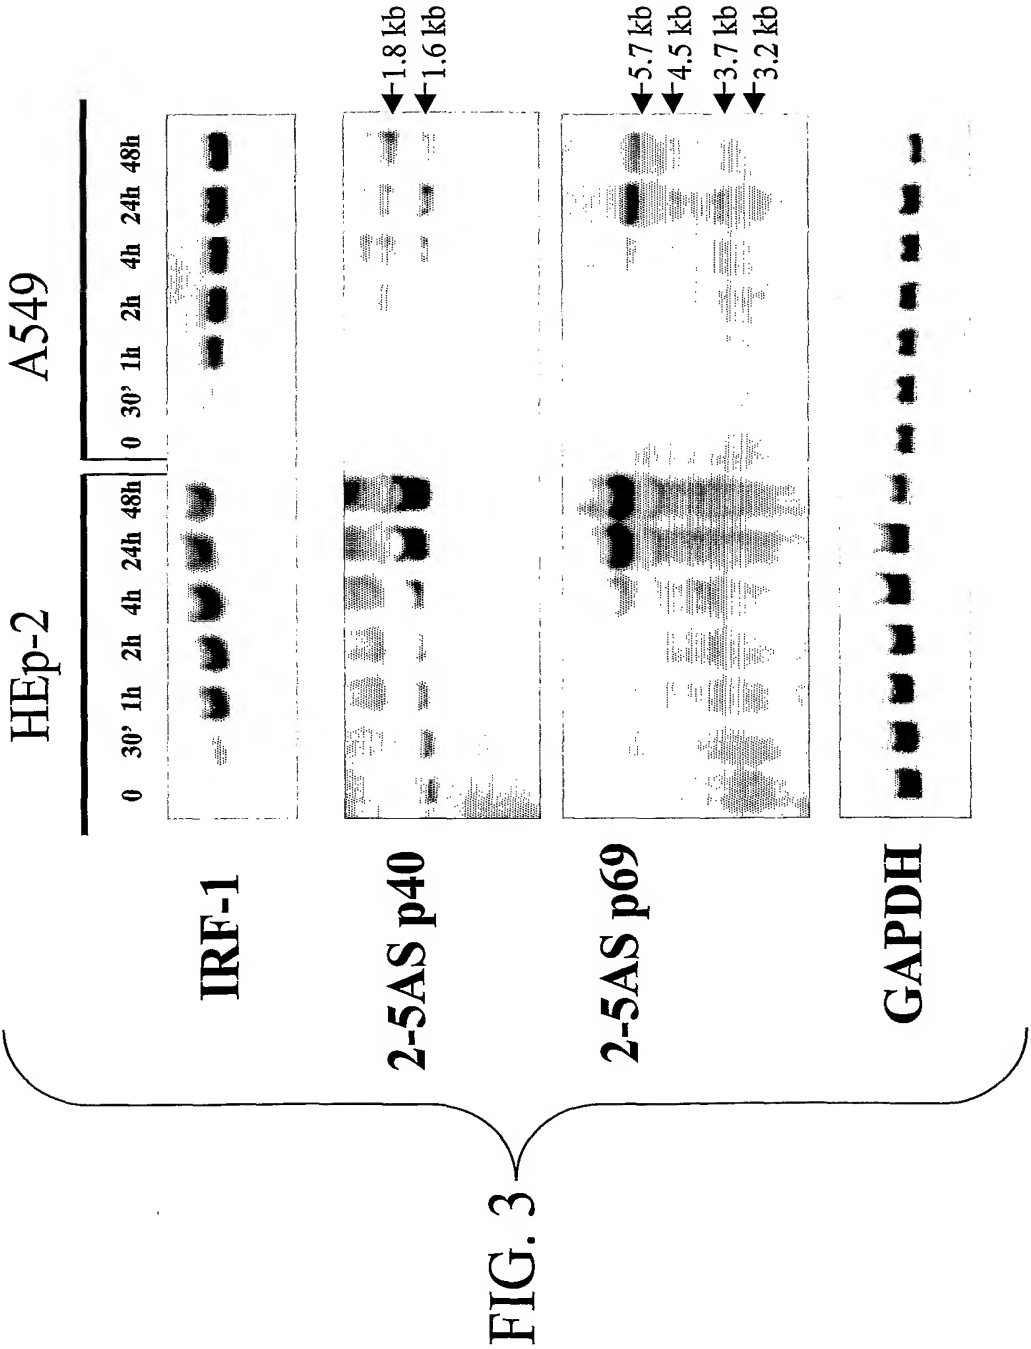 HEp-2 A549
0 30' 1h 2h 4h 24h 48h 0 30' 1h 2h 4h 24h 48h
IRF-1
2-5AS p40
1.8 kb
1.6 kb
2-5AS p69
5.7 kb
4.5 kb
3.7 kb
3.2 kb
GAPDH
FIG. 3